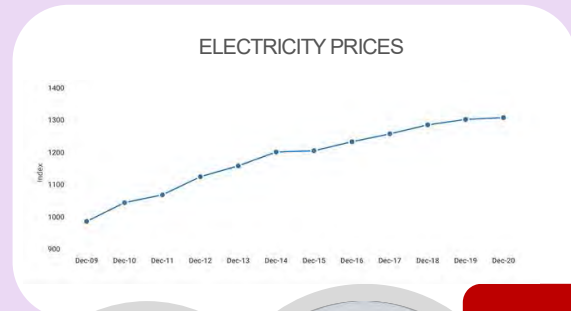 ELECTRICITY PRICES
1400
1300
1200
1100
1000
900
Index
Dec-09 Dec-10 Dec-11 Dec-12 Dec-13 Dec-14 Dec-15 Dec-16 Dec-17 Dec-18 Dec-19 Dec-20